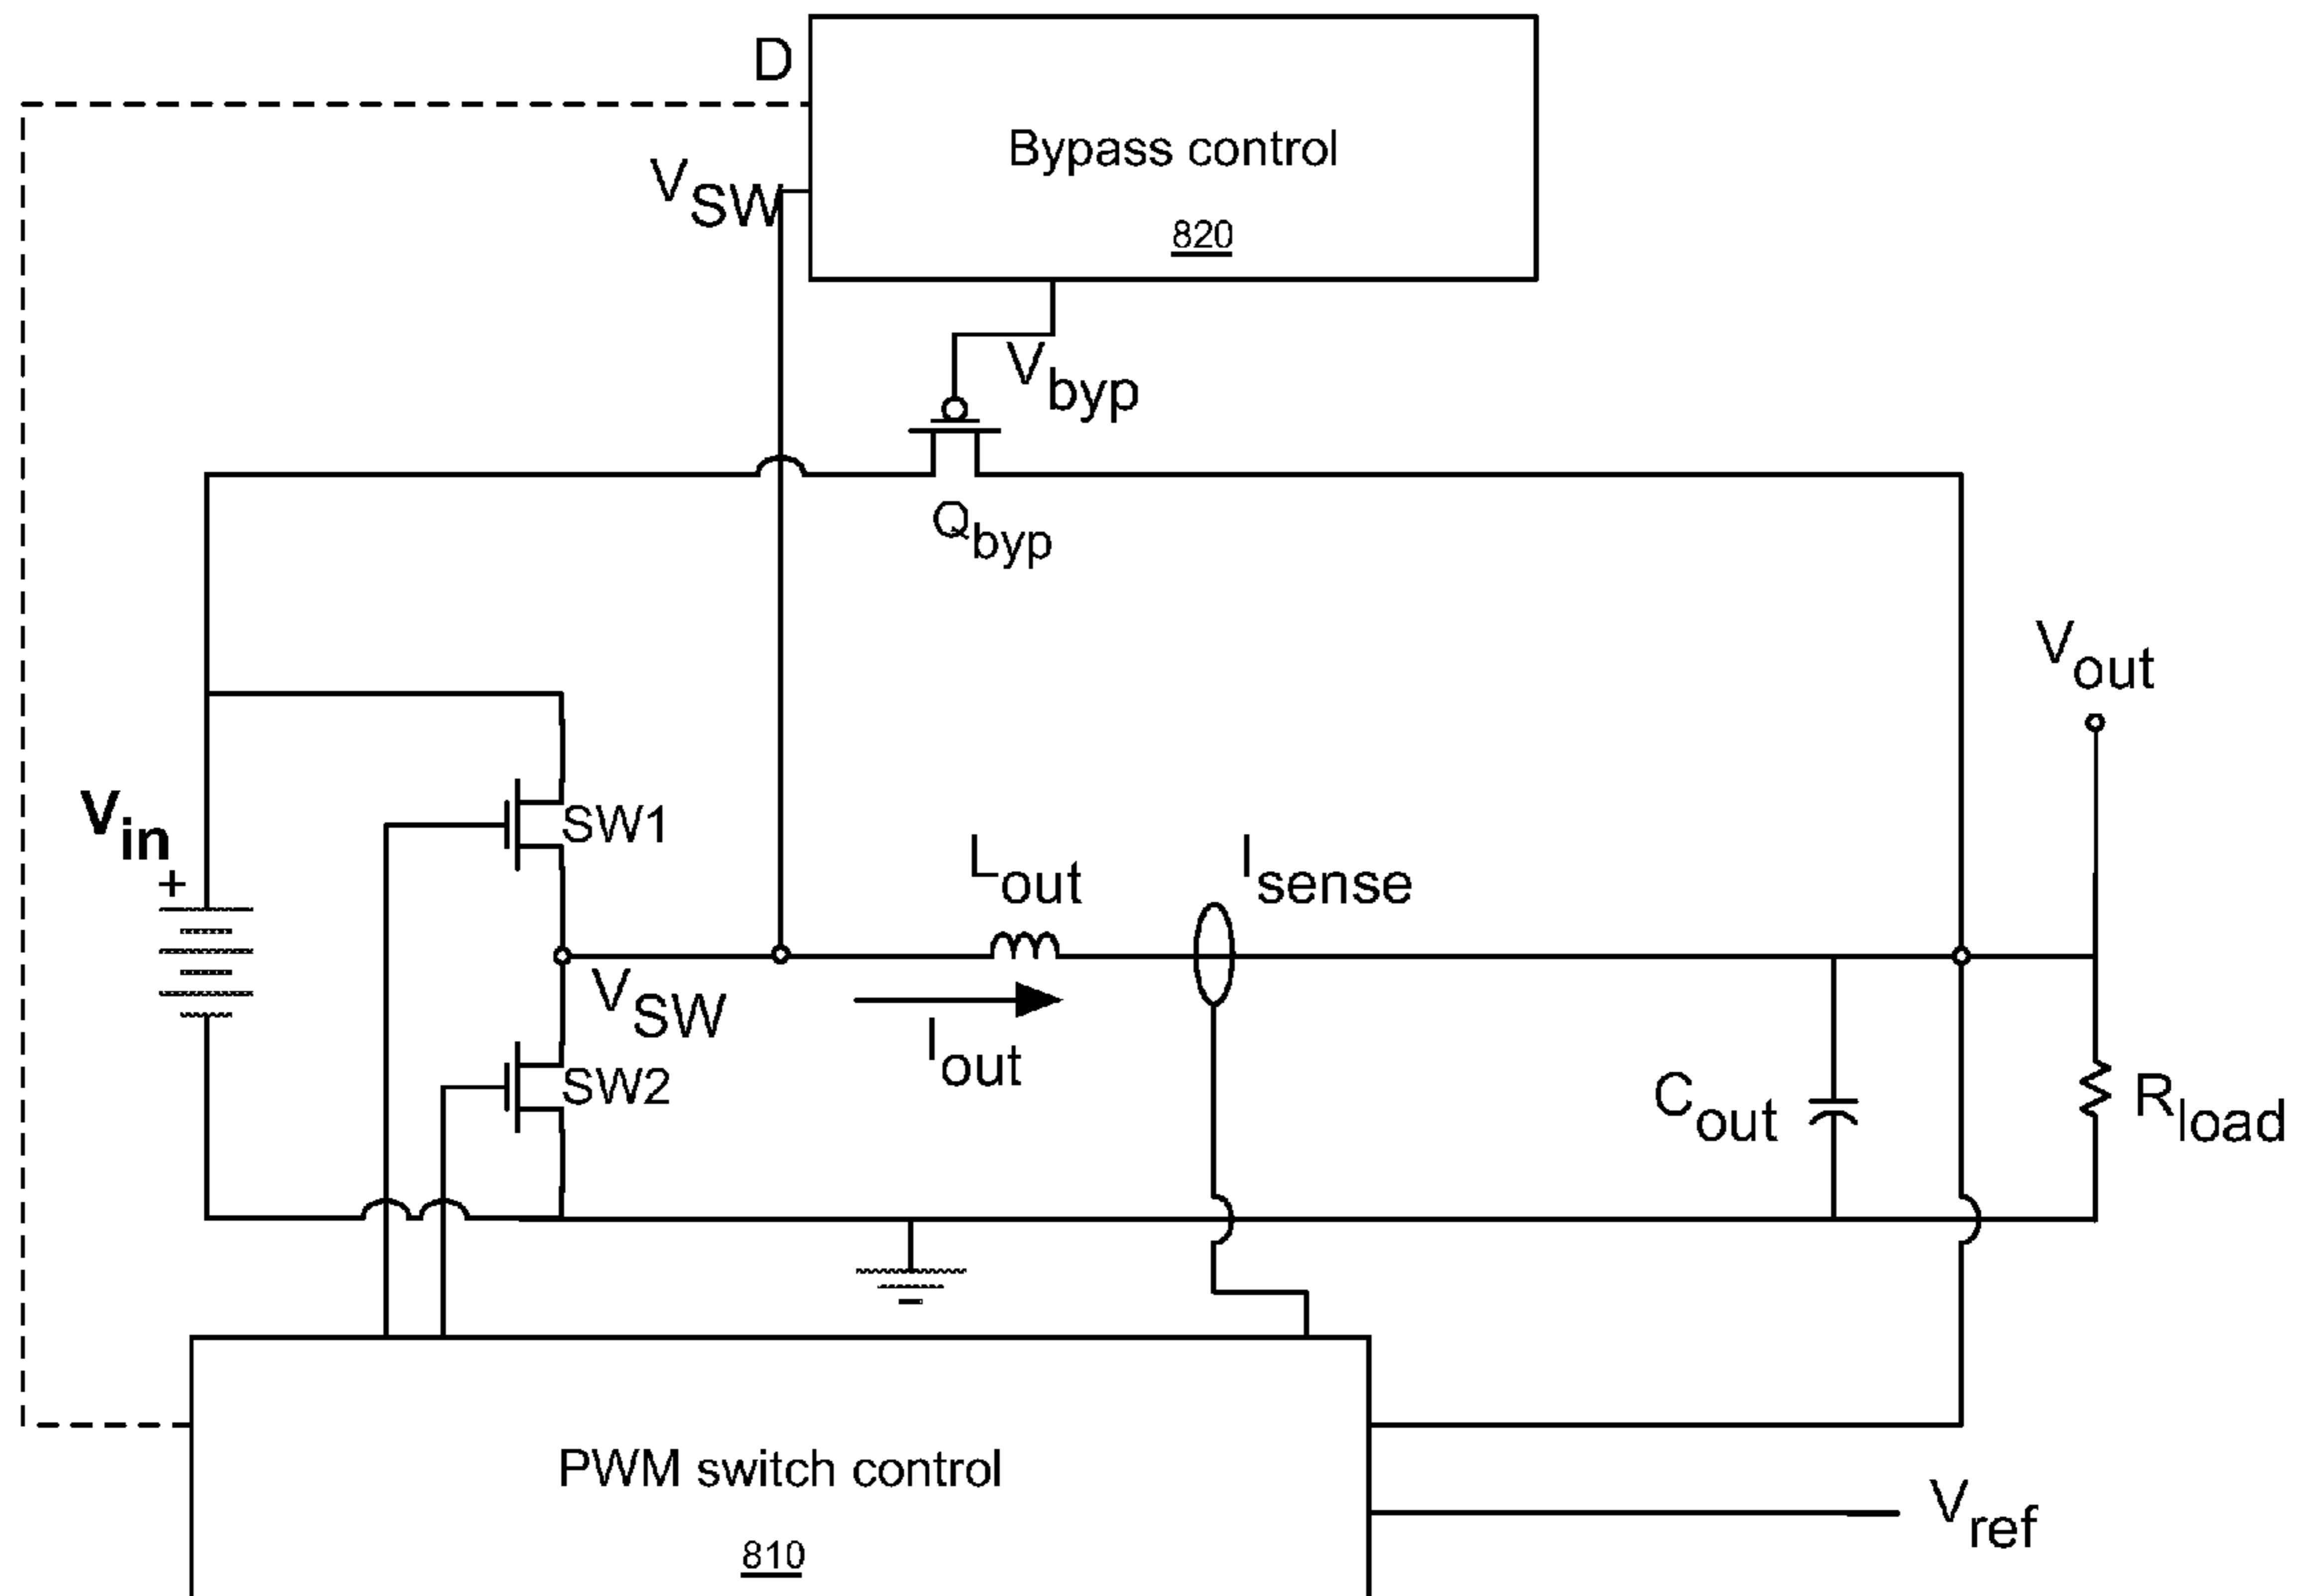 D
Bypass control
VSW
820
Vbyp
Qbyp
Vout
Vin
+
SW1
Lout
Isense
VSW
Iout
SW2
Cout
Rload
PWM switch control
Vref
810